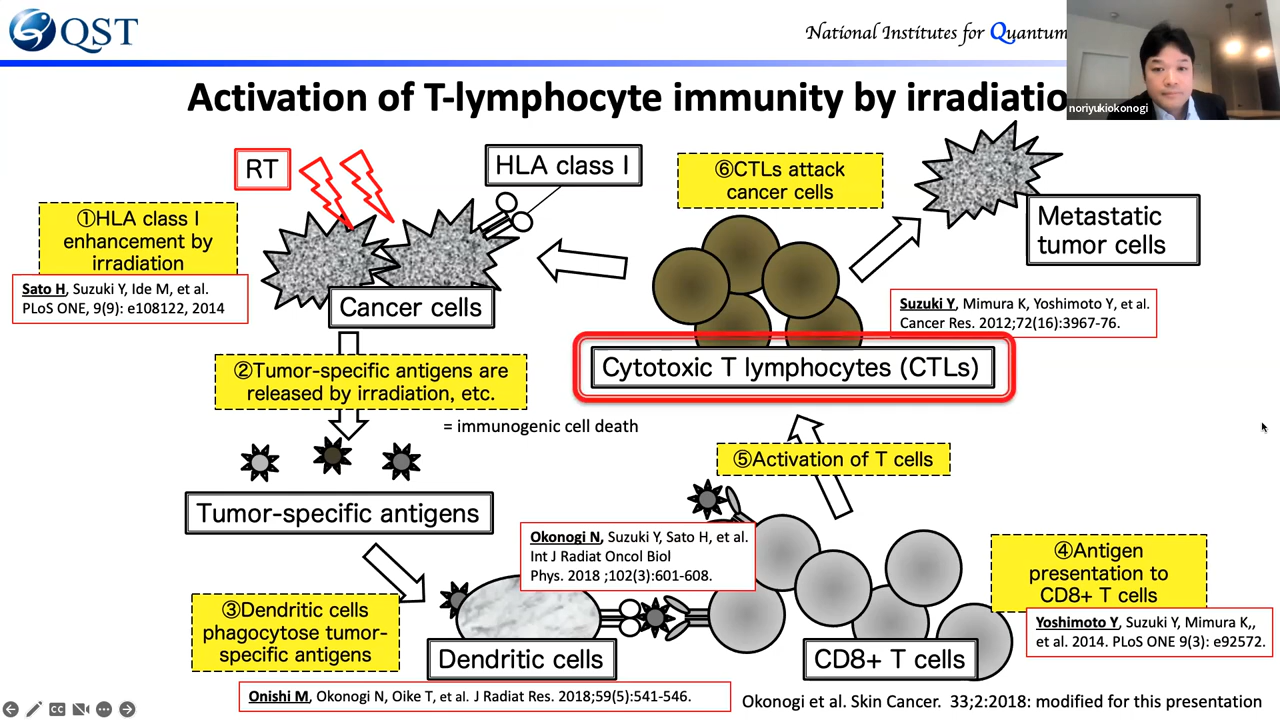 QST
National Institutes for Quantum
noriyukiokonogi
Activation of T-lymphocyte immunity by irradiatio
RT
HLA class I
①HLA class I
enhancement by
irradiation
Sato H, Suzuki Y, Ide M, et al.
PLoS ONE, 9(9): e108122, 2014
Cancer cells
⑥CTLs attack
cancer cells
Metastatic
tumor cells
Suzuki Y, Mimura K, Yoshimoto Y, et al.
Cancer Res. 2012;72(16):3967-76.
Cytotoxic T lymphocytes (CTLs)
②Tumor-specific antigens are
released by irradiation, etc.
= immunogenic cell death
Tumor-specific antigens
⑤Activation of T cells
Okonogi N, Suzuki Y, Sato H, et al.
Int J Radiat Oncol Biol
Phys. 2018 ;102(3):601-608.
④Antigen
presentation to
CD8+ T cells
Yoshimoto Y, Suzuki Y, Mimura K,,
et al. 2014. PLoS ONE 9(3): e92572.
③Dendritic cells
phagocytose tumor-
specific antigens
Dendritic cells
CD8+ T cells
Onishi M, Okonogi N, Oike T, et al. J Radiat Res. 2018;59(5):541-546.
Okonogi et al. Skin Cancer. 33;2:2018: modified for this presentation
CC